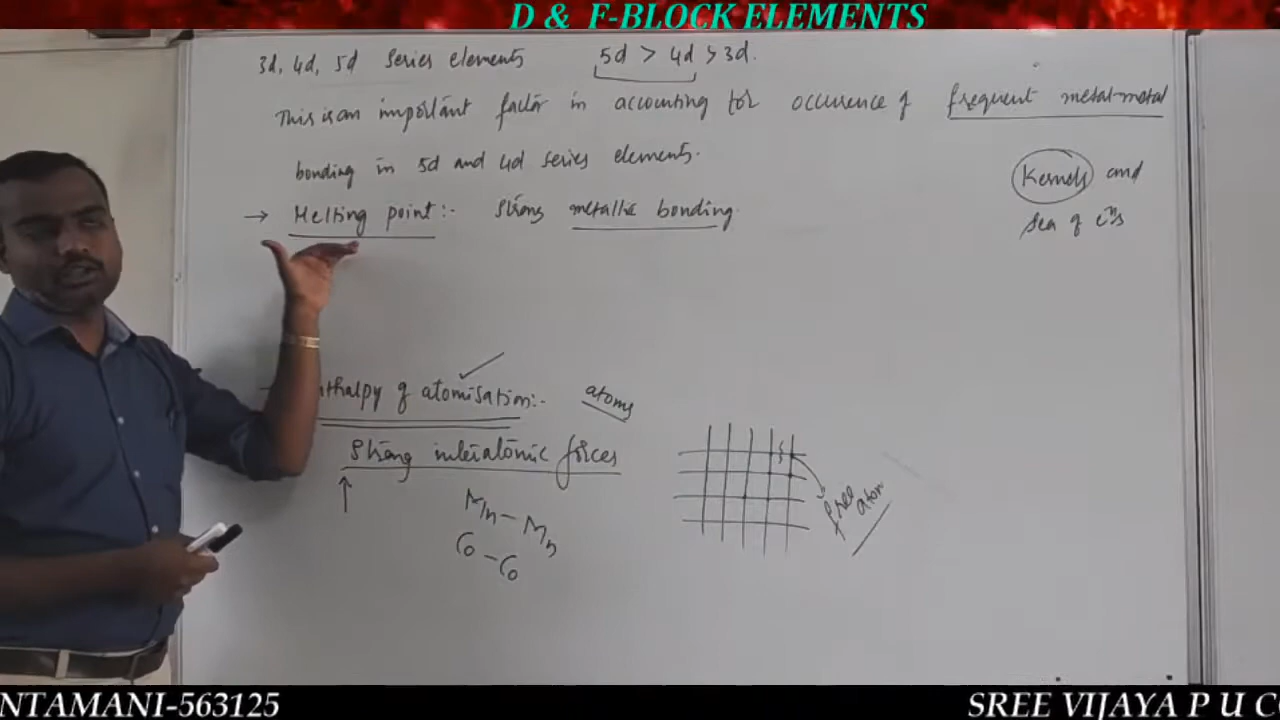 D & F-BLOCK ELEMENTS
3d, 4d, 5d series elements 5d > 4d > 3d.
This is an important factor in accounting for occurence of frequent metal-metal
bonding in 5d and 4d series elements.
→ Melting point:- Strong metallic bonding.
Kernels and
sea of e⁻s
nthalpy of atomisation:- atoms
Strong interatomic forces
Mn – Mn
Co – Co
free atom
NTAMANI-563125
SREE VIJAYA P U C